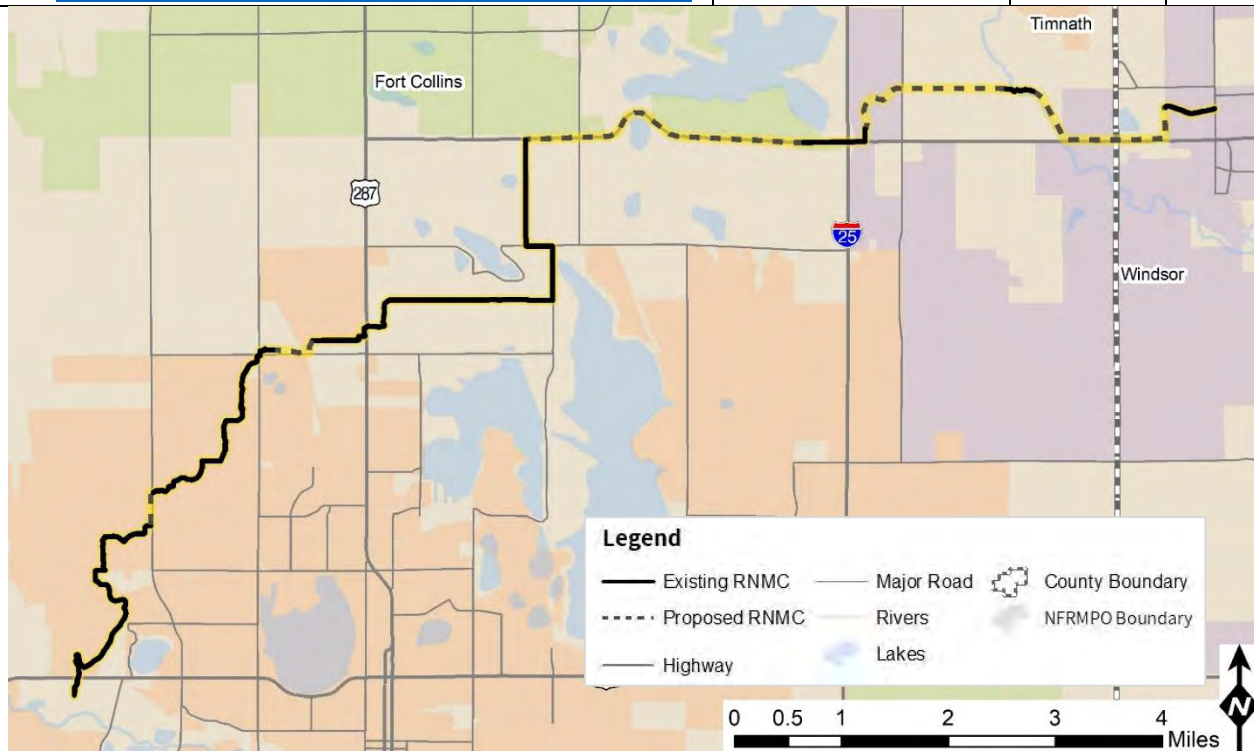 Timnath
Fort Collins
287
25
Windsor
Legend
Existing RNMC
Major Road
County Boundary
Proposed RNMC
Rivers
NFRMPO Boundary
Highway
Lakes
0 0.5 1 2 3 4
Miles
N